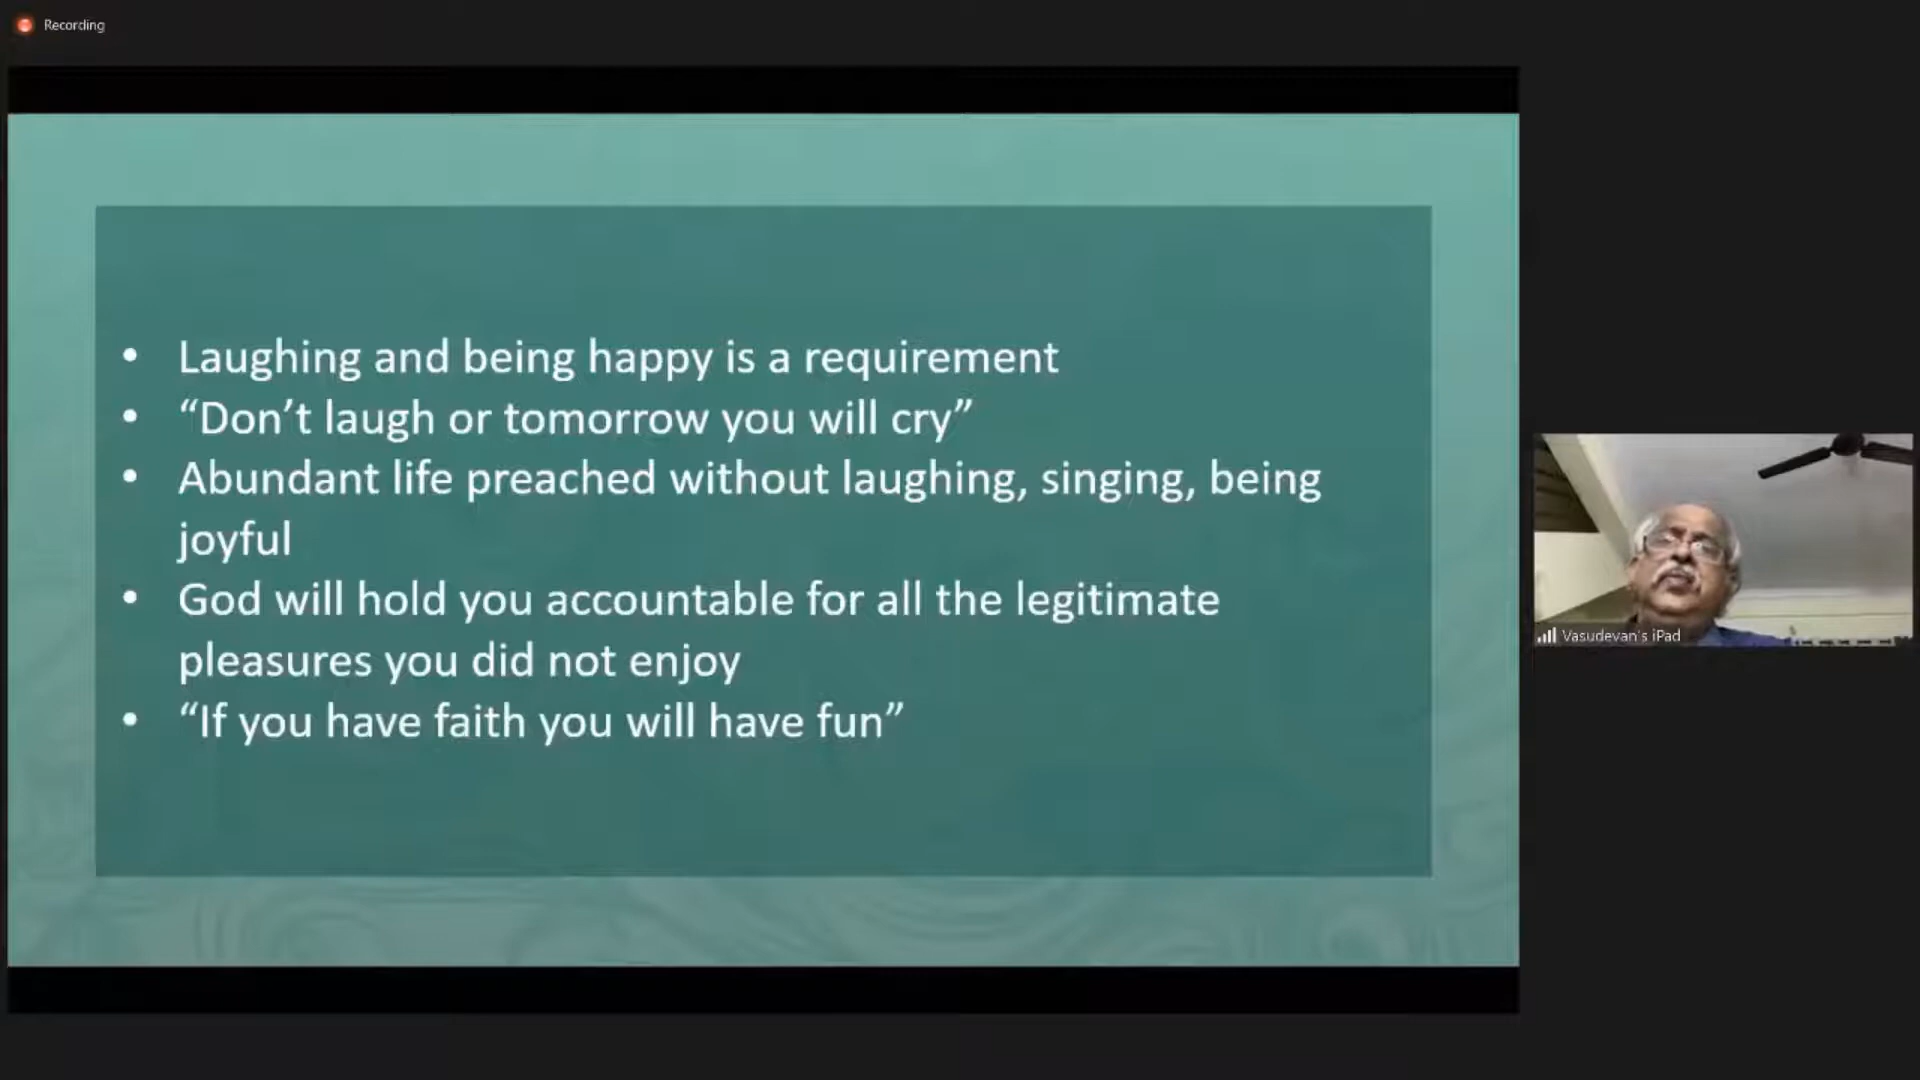 Recording
• Laughing and being happy is a requirement
• “Don’t laugh or tomorrow you will cry”
• Abundant life preached without laughing, singing, being
joyful
• God will hold you accountable for all the legitimate
pleasures you did not enjoy
• “If you have faith you will have fun”
Vasudevan's iPad